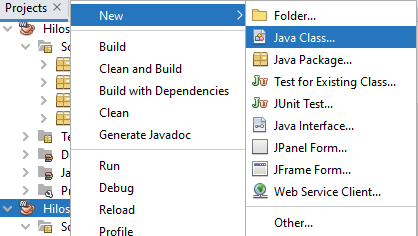 Projects
Hilos
So
Te
D
Ja
Pr
Hilos
So
New
Build
Clean and Build
Build with Dependencies
Clean
Generate Javadoc
Run
Debug
Reload
Profile
Folder...
Java Class...
Java Package...
Test for Existing Class...
JUnit Test...
Java Interface...
JPanel Form...
JFrame Form...
Web Service Client...
Other...